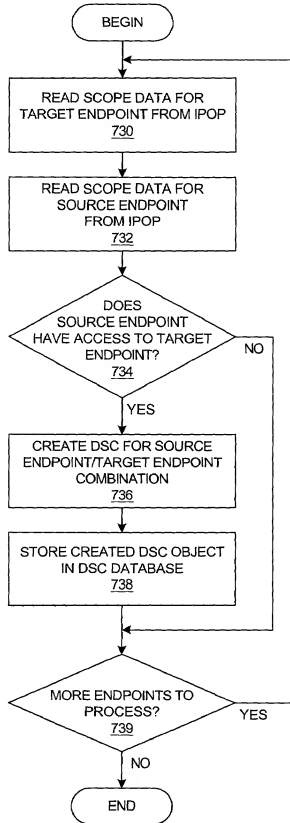 BEGIN
READ SCOPE DATA FOR
TARGET ENDPOINT FROM IPOP
730
READ SCOPE DATA FOR
SOURCE ENDPOINT
FROM IPOP
732
DOES
SOURCE ENDPOINT
HAVE ACCESS TO TARGET
ENDPOINT?
734
NO
YES
CREATE DSC FOR SOURCE
ENDPOINT/TARGET ENDPOINT
COMBINATION
736
STORE CREATED DSC OBJECT
IN DSC DATABASE
738
MORE ENDPOINTS TO
PROCESS?
739
YES
NO
END